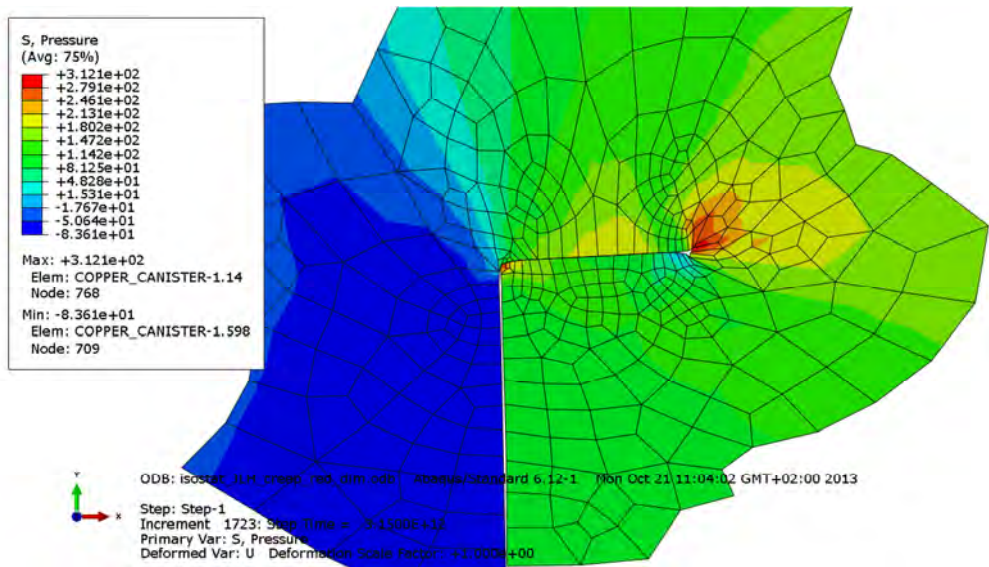 S, Pressure
(Avg: 75%)
+3.121e+02
+2.791e+02
+2.461e+02
+2.131e+02
+1.802e+02
+1.472e+02
+1.142e+02
+8.125e+01
+4.828e+01
+1.531e+01
-1.767e+01
-5.064e+01
-8.361e+01
Max: +3.121e+02
Elem: COPPER_CANISTER-1.14
Node: 768
Min: -8.361e+01
Elem: COPPER_CANISTER-1.598
Node: 709
Y
X
ODB: isostat_JLM_creep_red_dim.odb Abaqus/Standard 6.12-1 Mon Oct 21 11:04:02 GMT+02:00 2013
Step: Step-1
Increment 1723: Step Time =
Primary Var: S, Pressure
Deformed Var: U Deformation Scale Factor: +1.000e+00